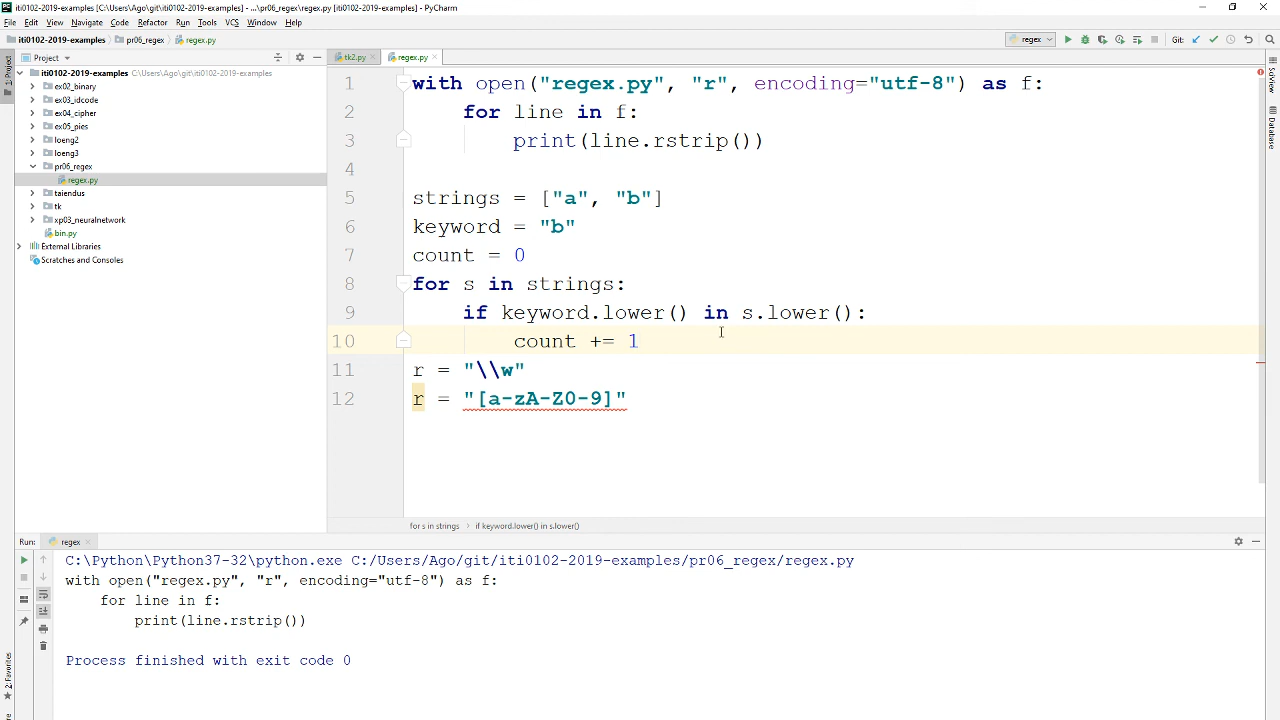 iti0102-2019-examples [C:\Users\Ago\git\iti0102-2019-examples] - ...\pr06_regex\regex.py [iti0102-2019-examples] - PyCharm
File Edit View Navigate Code Refactor Run Tools VCS Window Help
iti0102-2019-examples pr06_regex regex.py regex Git:
Project tk2.py regex.py
1: Project
iti0102-2019-examples C:\Users\Ago\git\iti0102-2019-examples
ex02_binary
ex03_idcode
ex04_cipher
ex05_pies
loeng2
loeng3
pr06_regex
regex.py
taiendus
tk
xp03_neuralnetwork
bin.py
External Libraries
Scratches and Consoles
1 with open("regex.py", "r", encoding="utf-8") as f:
2 for line in f:
3 print(line.rstrip())
4
5 strings = ["a", "b"]
6 keyword = "b"
7 count = 0
8 for s in strings:
9 if keyword.lower() in s.lower():
10 count += 1
11 r = "\\w"
12 r = "[a-zA-Z0-9]"
for s in strings if keyword.lower() in s.lower()
SciView
Database
Run: regex
C:\Python\Python37-32\python.exe C:/Users/Ago/git/iti0102-2019-examples/pr06_regex/regex.py
with open("regex.py", "r", encoding="utf-8") as f:
for line in f:
print(line.rstrip())
Process finished with exit code 0
2: Favorites